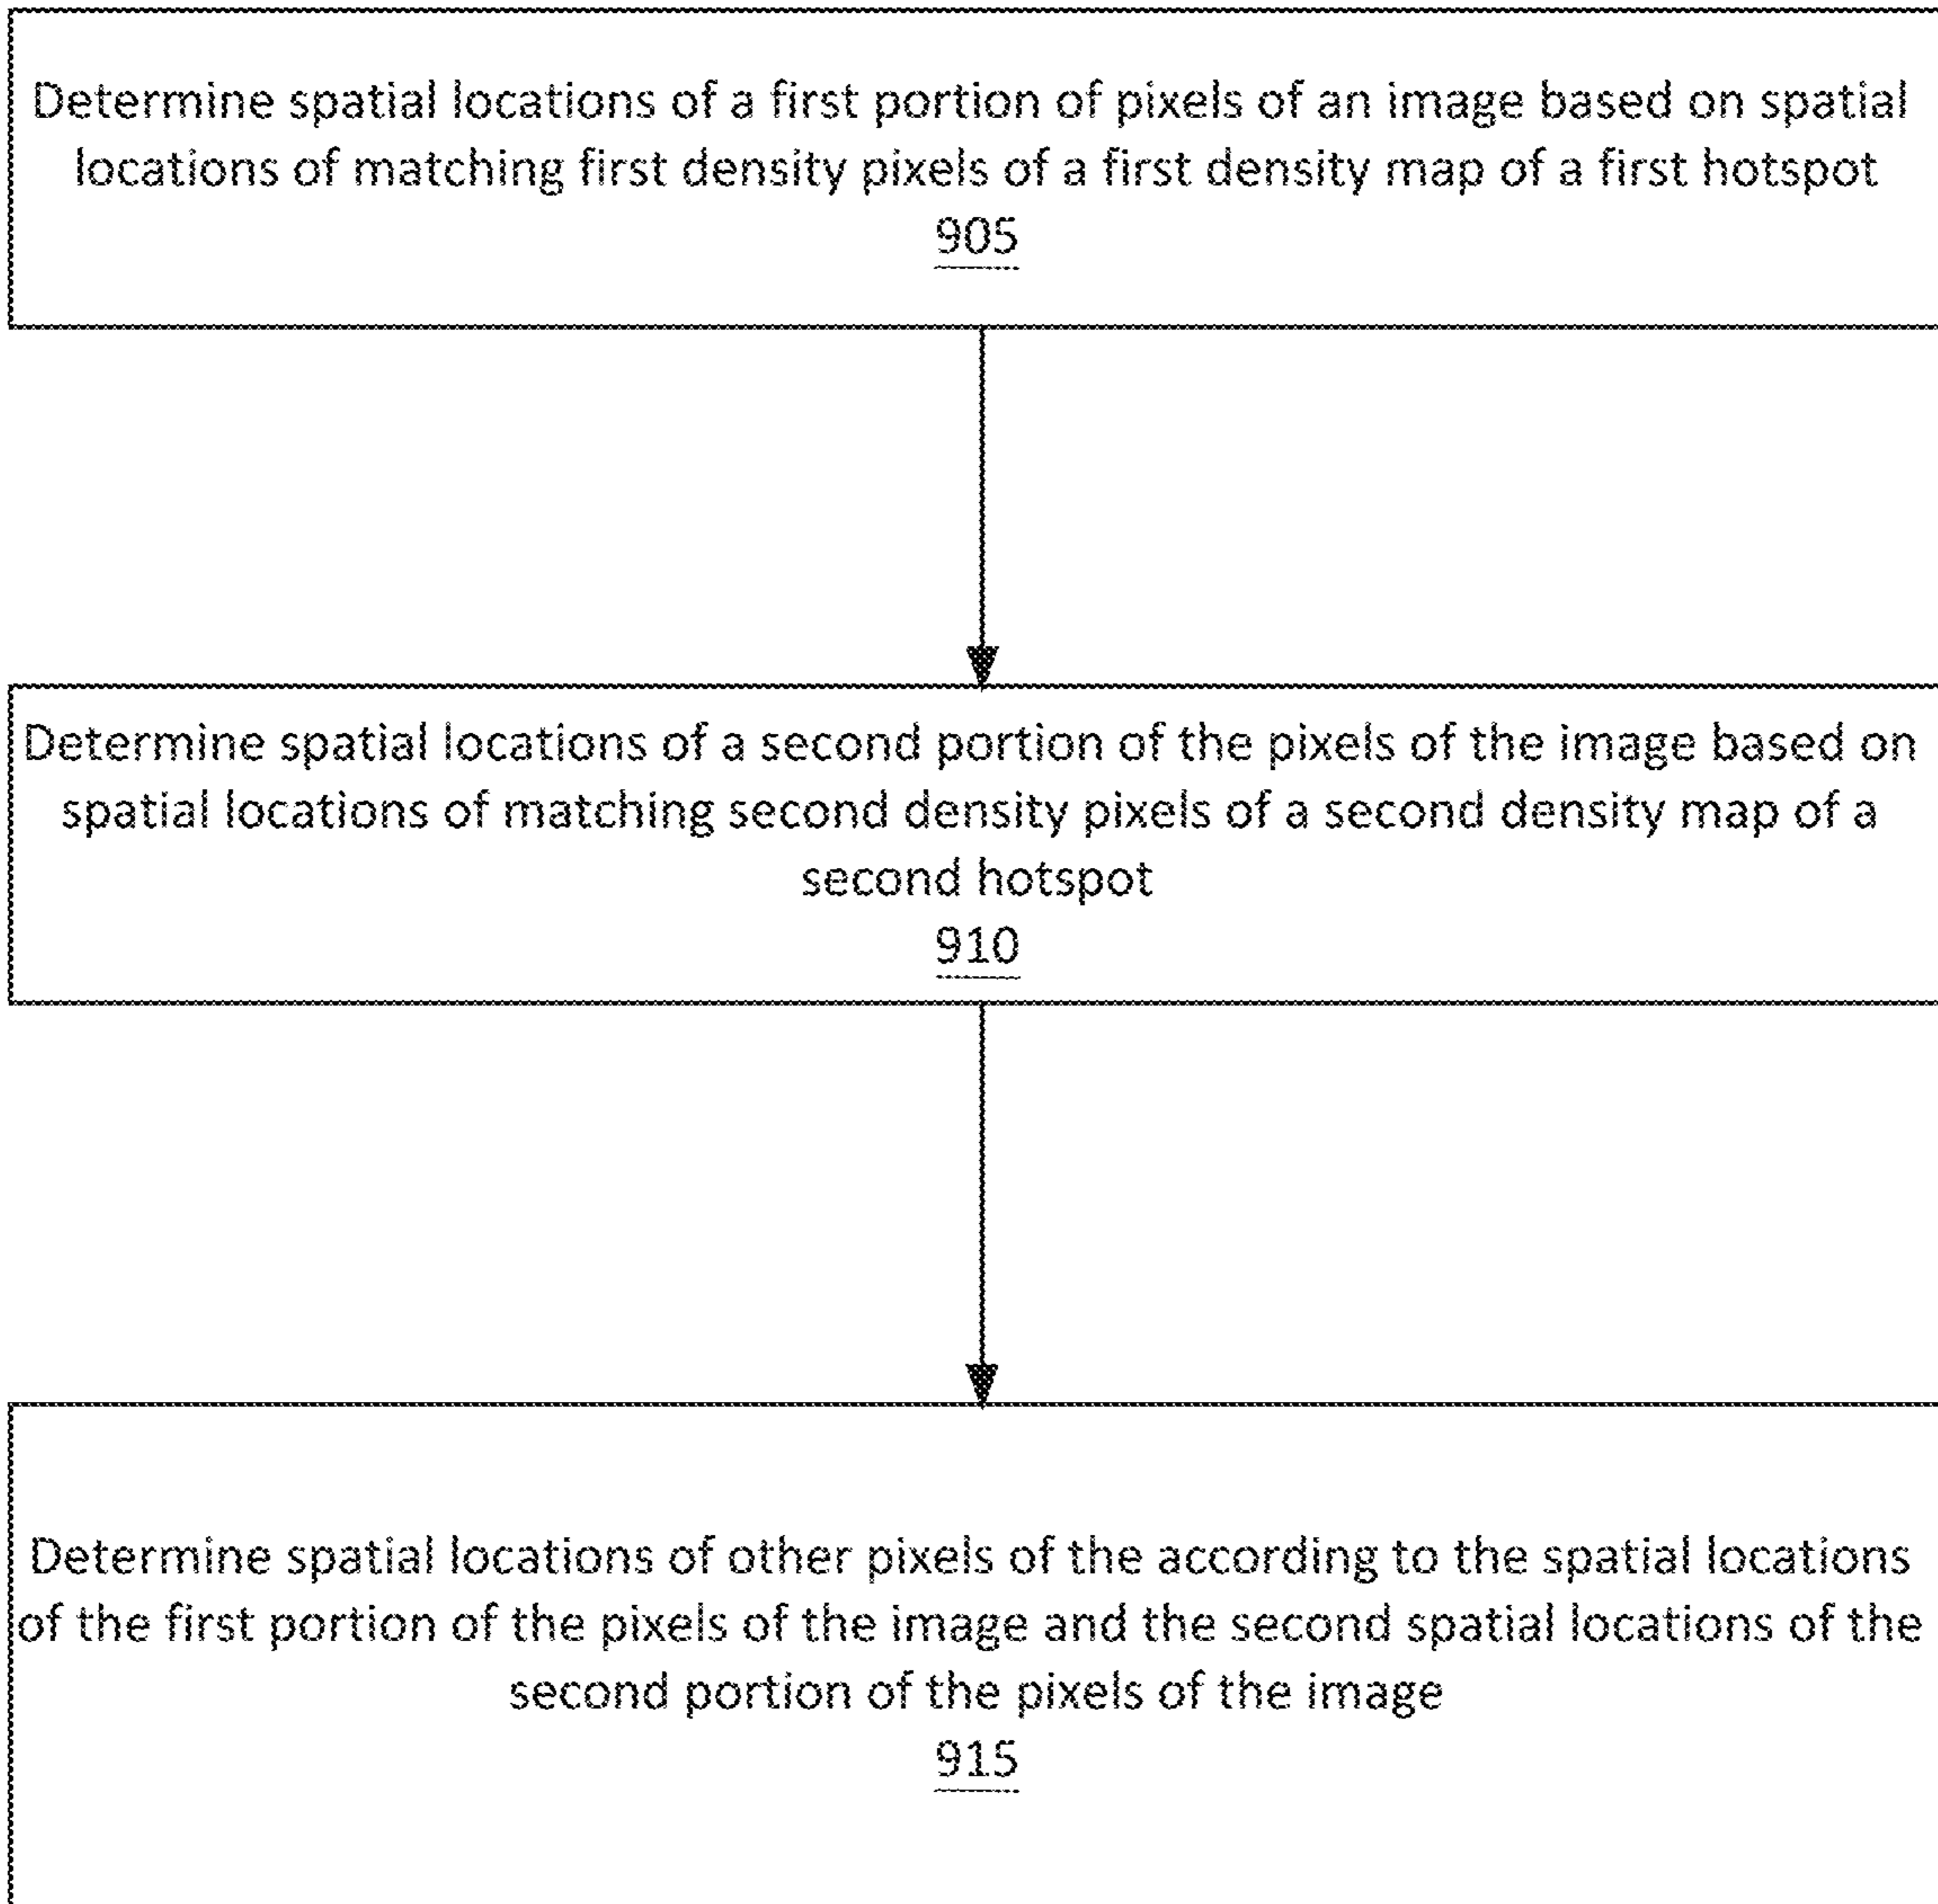 Determine spatial locations of a first portion of pixels of an image based on spatial
locations of matching first density pixels of a first density map of a first hotspot
905
Determine spatial locations of a second portion of the pixels of the image based on
spatial locations of matching second density pixels of a second density map of a
second hotspot
910
Determine spatial locations of other pixels of the according to the spatial locations
of the first portion of the pixels of the image and the second spatial locations of the
second portion of the pixels of the image
915